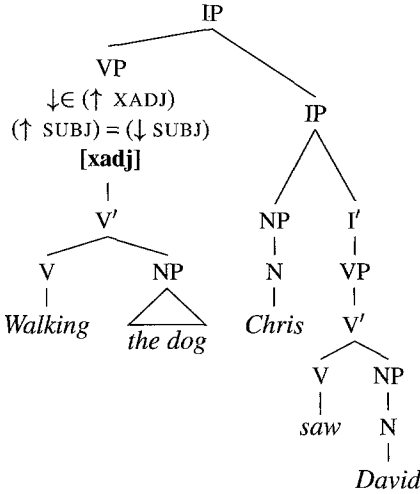 IP
VP
↓∈ (↑ XADJ)
IP
(↑ SUBJ) = (↓ SUBJ)
[xadj]
V′ NP I′
V NP N VP
Walking the dog Chris V′
V NP
saw N
David